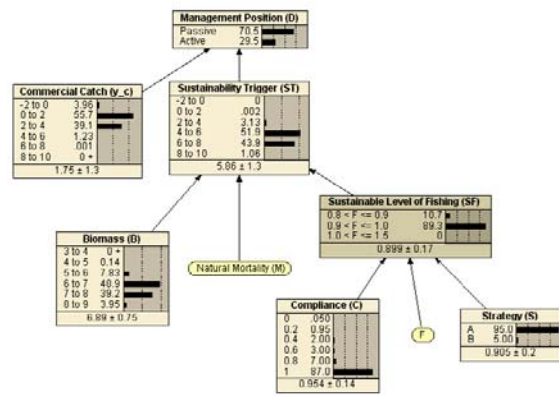 Management Position (D)
Passive 70.5
Active 29.5
Commercial Catch (y_c)
-2 to 0 3.96
0 to 2 55.7
2 to 4 39.1
4 to 6 1.23
6 to 8 .001
8 to 10 0 +
1.75 ± 1.3
Sustainability Trigger (ST)
-2 to 0 0
0 to 2 .002
2 to 4 3.13
4 to 6 51.9
6 to 8 43.9
8 to 10 1.06
5.86 ± 1.3
Sustainable Level of Fishing (SF)
0.8 < F <= 0.9 10.7
0.9 < F <= 1.0 89.3
1.0 < F <= 1.5 0
0.899 ± 0.17
Biomass (B)
3 to 4 0 +
4 to 5 0.14
5 to 6 7.83
6 to 7 48.9
7 to 8 39.2
8 to 9 3.95
6.89 ± 0.75
Natural Mortality (M)
Compliance (C)
0 .050
0.2 0.95
0.4 2.00
0.6 3.00
0.8 7.00
1 87.0
0.954 ± 0.14
F
Strategy (S)
A 95.0
B 5.00
0.905 ± 0.2